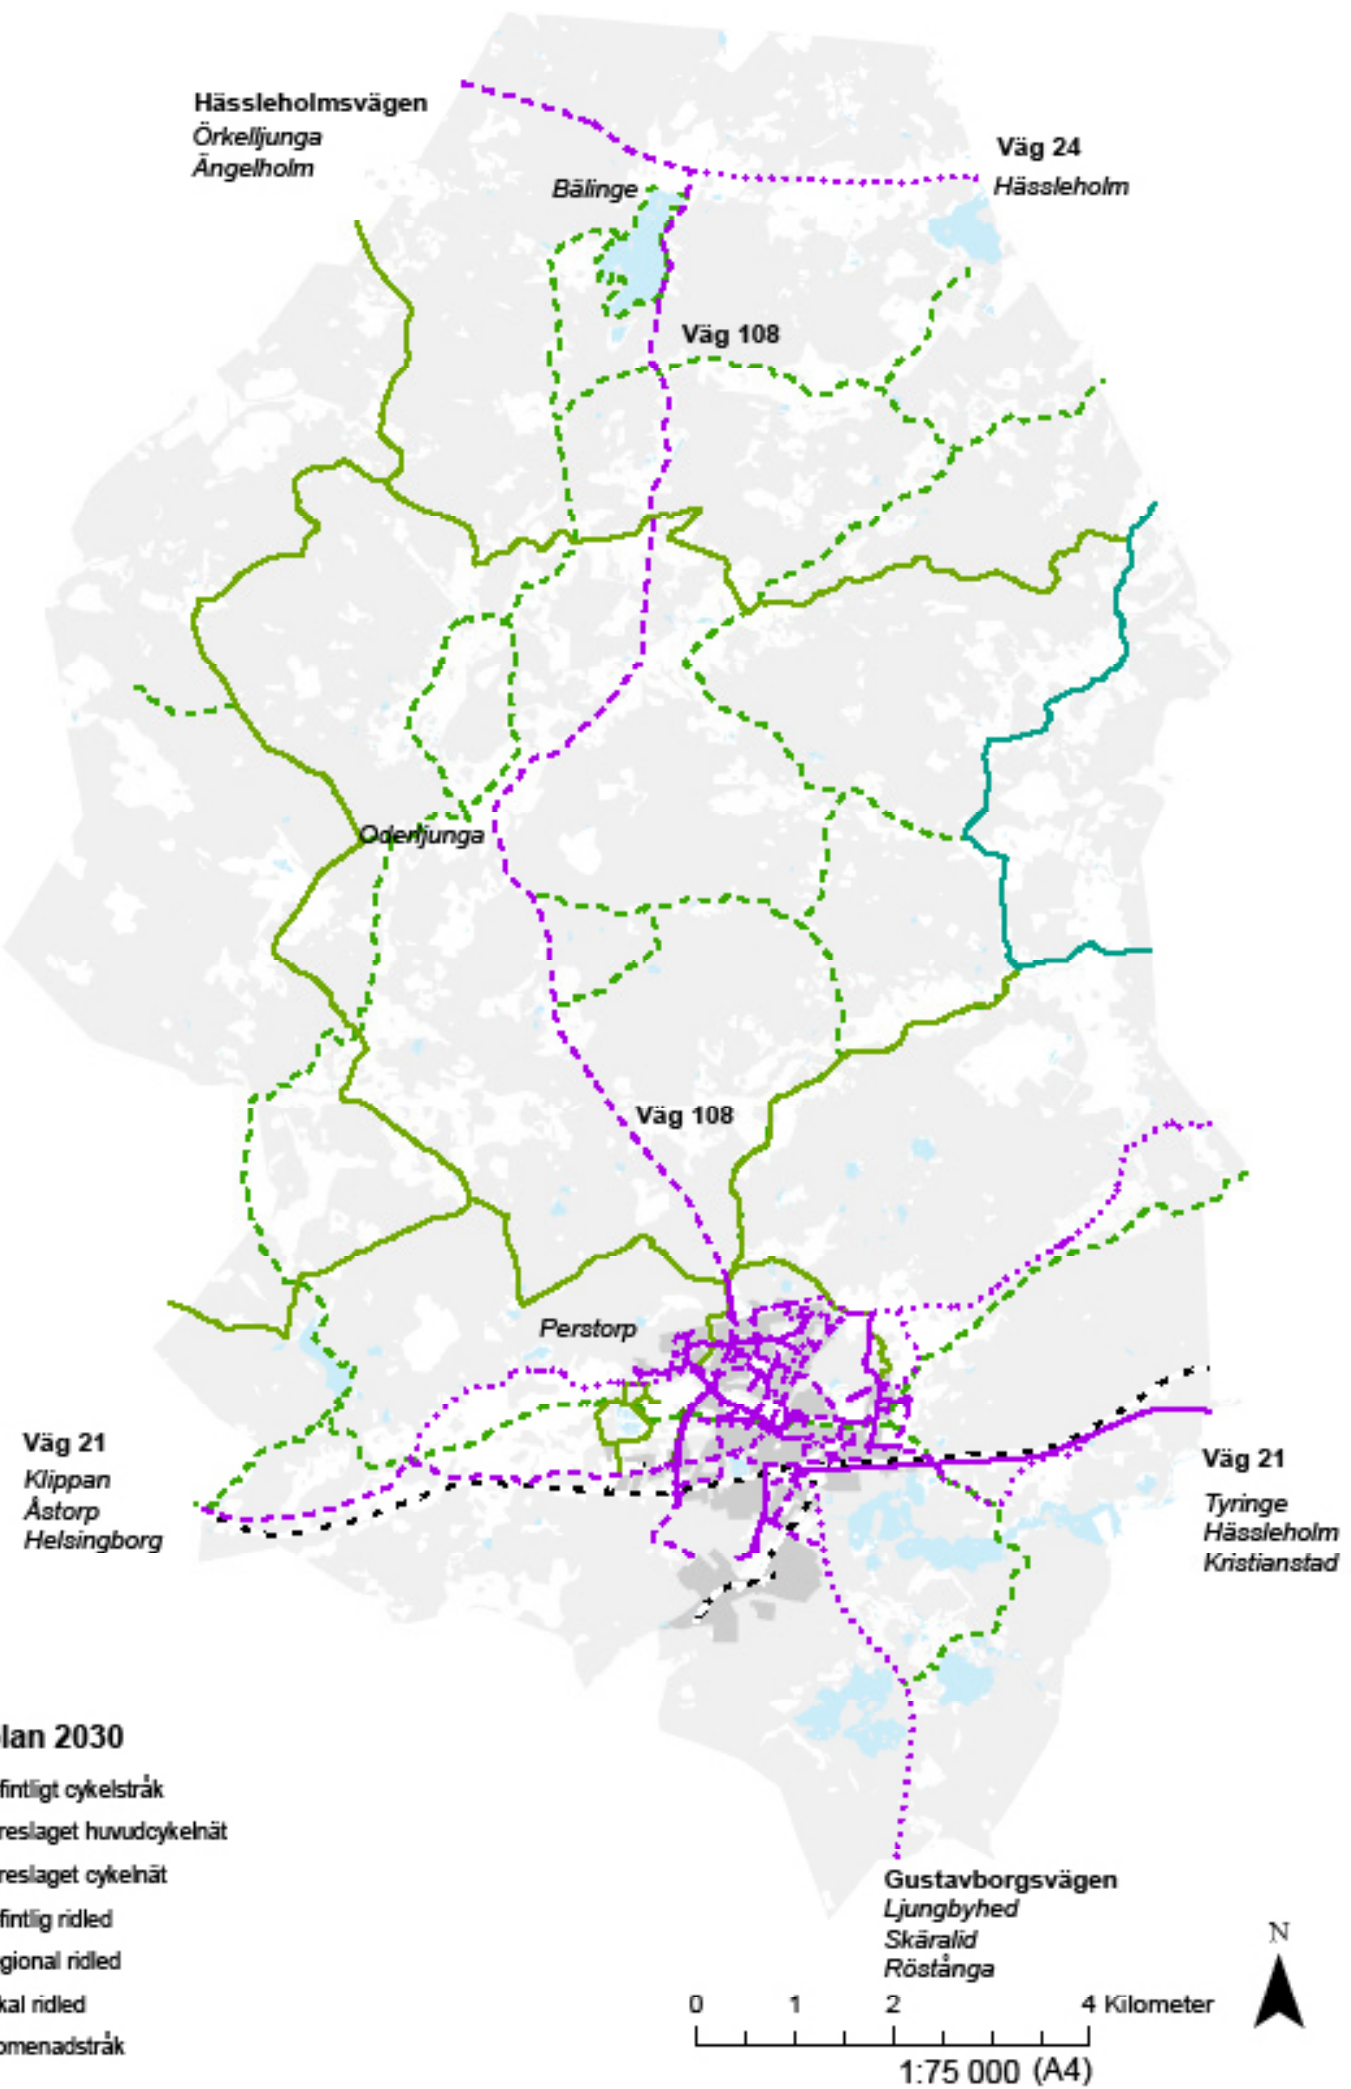 Hässleholmsvägen
Örkelljunga
Ängelholm
Väg 24
Hässleholm
Bälinge
Väg 108
Odenljunga
Väg 108
Perstorp
Väg 21
Klippan
Åstorp
Helsingborg
Väg 21
Tyringe
Hässleholm
Kristianstad
lan 2030
fintligt cykelstråk
reslaget huvudcykelnät
reslaget cykelnät
fintlig ridled
gional ridled
kal ridled
omenadstråk
Gustavborgsvägen
Ljungbyhed
Skäralid
Röstånga
N
0 1 2 4 Kilometer
1:75 000 (A4)